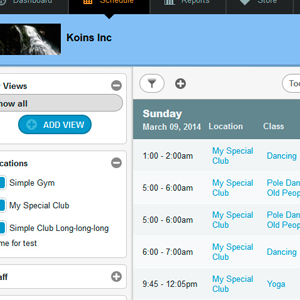 Dashboard Schedule Reports Store
Koins Inc
Views
now all
ADD VIEW
Sunday
March 09, 2014 Location Class
1:00 - 2:00am My Special Club Dancing
ocations
Simple Gym
My Special Club
Simple Club Long-long-long
me for test
5:00 - 6:00am My Special Club Pole Dan
Old Peop
5:00 - 6:00am My Special Club Pole Dan
Old Peop
6:00 - 7:00am My Special Club Dancing
aff
9:45 - 12:05pm My Special Club Yoga